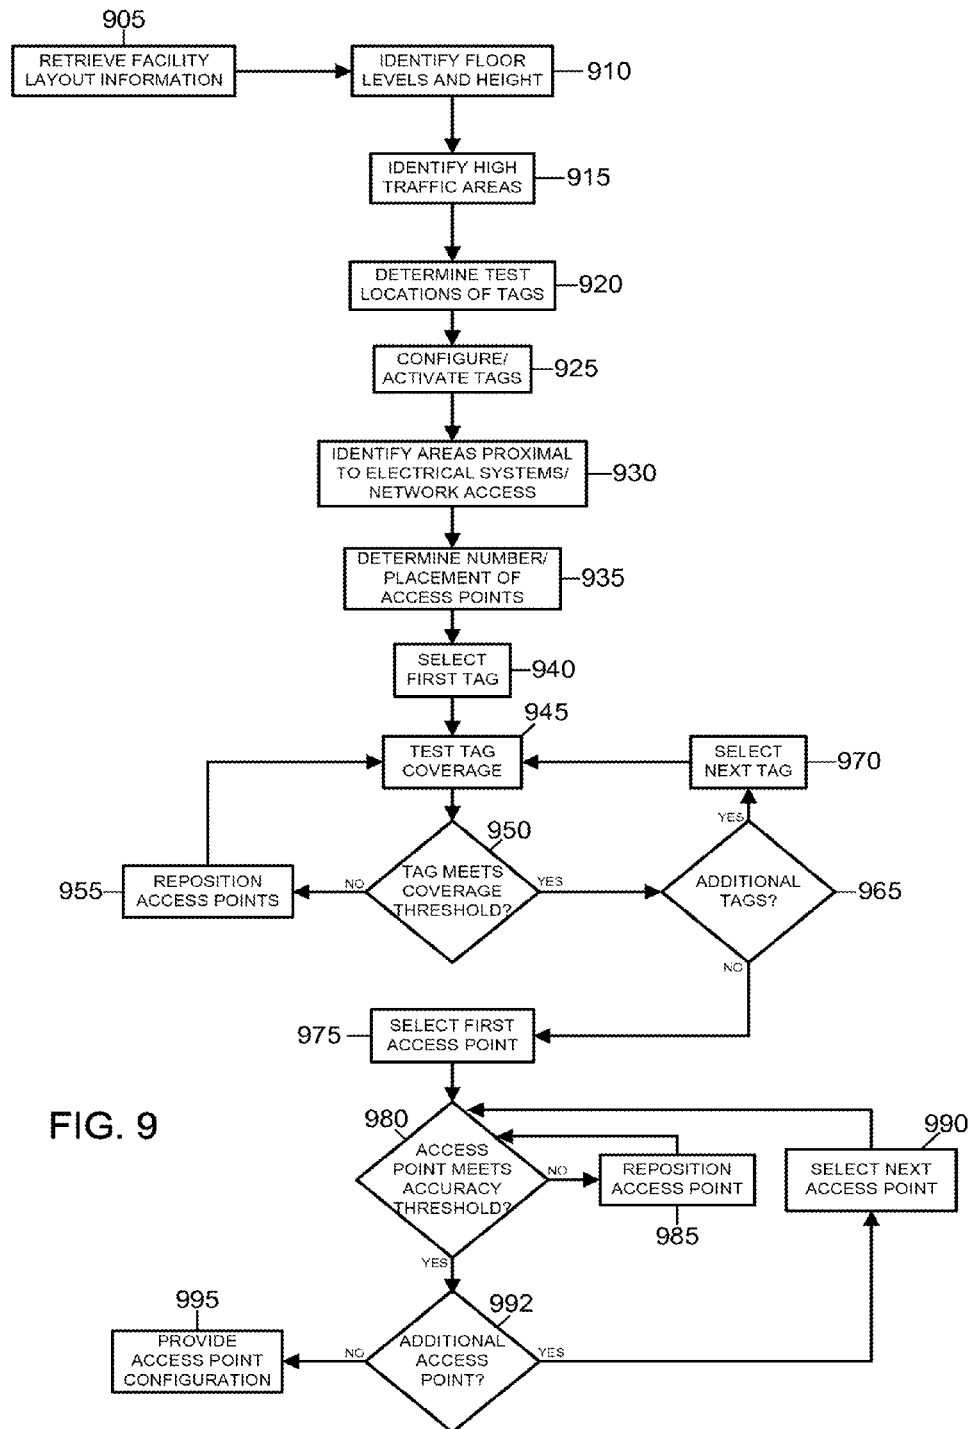 905
RETRIEVE FACILITY
LAYOUT INFORMATION
IDENTIFY FLOOR
LEVELS AND HEIGHT
910
IDENTIFY HIGH
TRAFFIC AREAS
915
DETERMINE TEST
LOCATIONS OF TAGS
920
CONFIGURE/
ACTIVATE TAGS
925
IDENTIFY AREAS PROXIMAL
TO ELECTRICAL SYSTEMS/
NETWORK ACCESS
930
DETERMINE NUMBER/
PLACEMENT OF
ACCESS POINTS
935
SELECT
FIRST TAG
940
945
TEST TAG
COVERAGE
SELECT
NEXT TAG
970
YES
950
955
REPOSITION
ACCESS POINTS
NO
TAG MEETS
COVERAGE
THRESHOLD?
YES
ADDITIONAL
TAGS?
965
NO
975
SELECT FIRST
ACCESS POINT
FIG. 9
980
ACCESS
POINT MEETS
ACCURACY
THRESHOLD?
NO
REPOSITION
ACCESS POINT
985
990
SELECT NEXT
ACCESS POINT
YES
995
PROVIDE
ACCESS POINT
CONFIGURATION
NO
992
ADDITIONAL
ACCESS
POINT?
YES